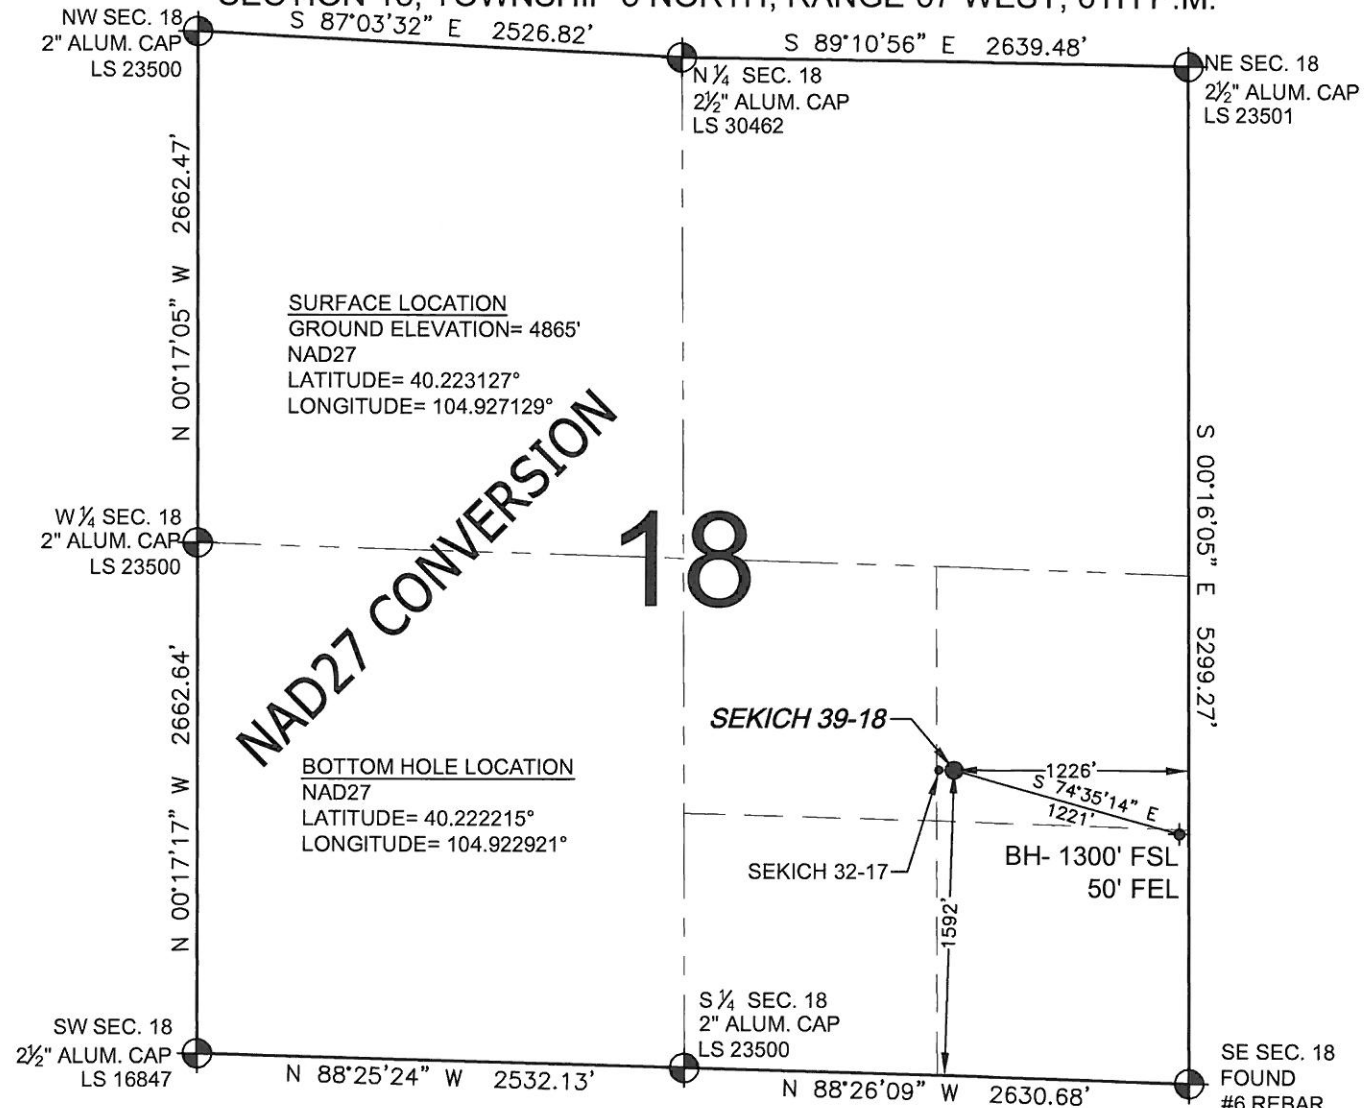 SECTION TOWNSHIP NORTH, RANGE WEST, P.M.
NW SEC. 18
2" ALUM. CAP
LS 23500
S 87°03'32" E 2526.82'
S 89°10'56" E 2639.48'
N ¼ SEC. 18
2½" ALUM. CAP
LS 30462
NE SEC. 18
2½" ALUM. CAP
LS 23501
N 00°17'05" W 2662.47'
SURFACE LOCATION
GROUND ELEVATION= 4865'
NAD27
LATITUDE= 40.223127°
LONGITUDE= 104.927129°
NAD27 CONVERSION
18
S 00°16'05" E 5299.27'
W ¼ SEC. 18
2" ALUM. CAP
LS 23500
N 00°17'17" W 2662.64'
BOTTOM HOLE LOCATION
NAD27
LATITUDE= 40.222215°
LONGITUDE= 104.922921°
SEKICH 39-18
1226'
S 74°35'14" E
1221'
SEKICH 32-17
BH- 1300' FSL
50' FEL
1592'
SW SEC. 18
2½" ALUM. CAP
LS 16847
N 88°25'24" W 2532.13'
S ¼ SEC. 18
2" ALUM. CAP
LS 23500
N 88°26'09" W 2630.68'
SE SEC. 18
FOUND
#6 REBAR